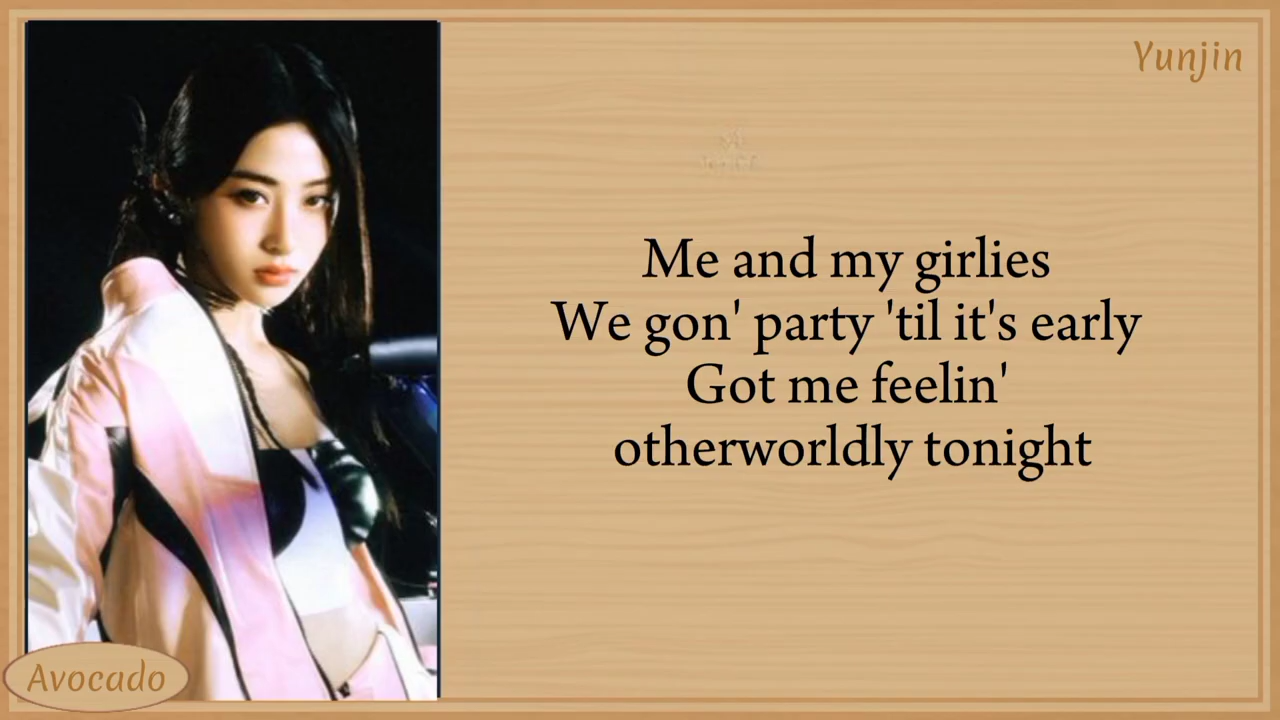 Yunjin
Me and my girlies
We gon' party 'til it's early
Got me feelin'
otherworldly tonight
Avocado